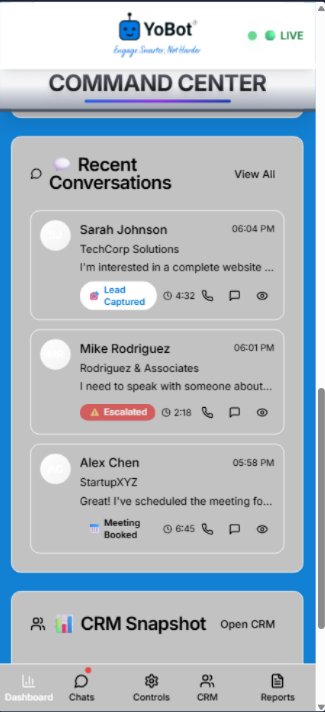 YoBot®
Engage Smarter, Not Harder
LIVE
COMMAND CENTER
Recent Conversations
View All
Sarah Johnson 06:04 PM
TechCorp Solutions
I'm interested in a complete website ...
Lead Captured
4:32
Mike Rodriguez 06:01 PM
Rodriguez & Associates
I need to speak with someone about...
Escalated 2:18
Alex Chen 05:58 PM
StartupXYZ
Great! I've scheduled the meeting fo...
Meeting Booked
6:45
CRM Snapshot Open CRM
Dashboard Chats Controls CRM Reports